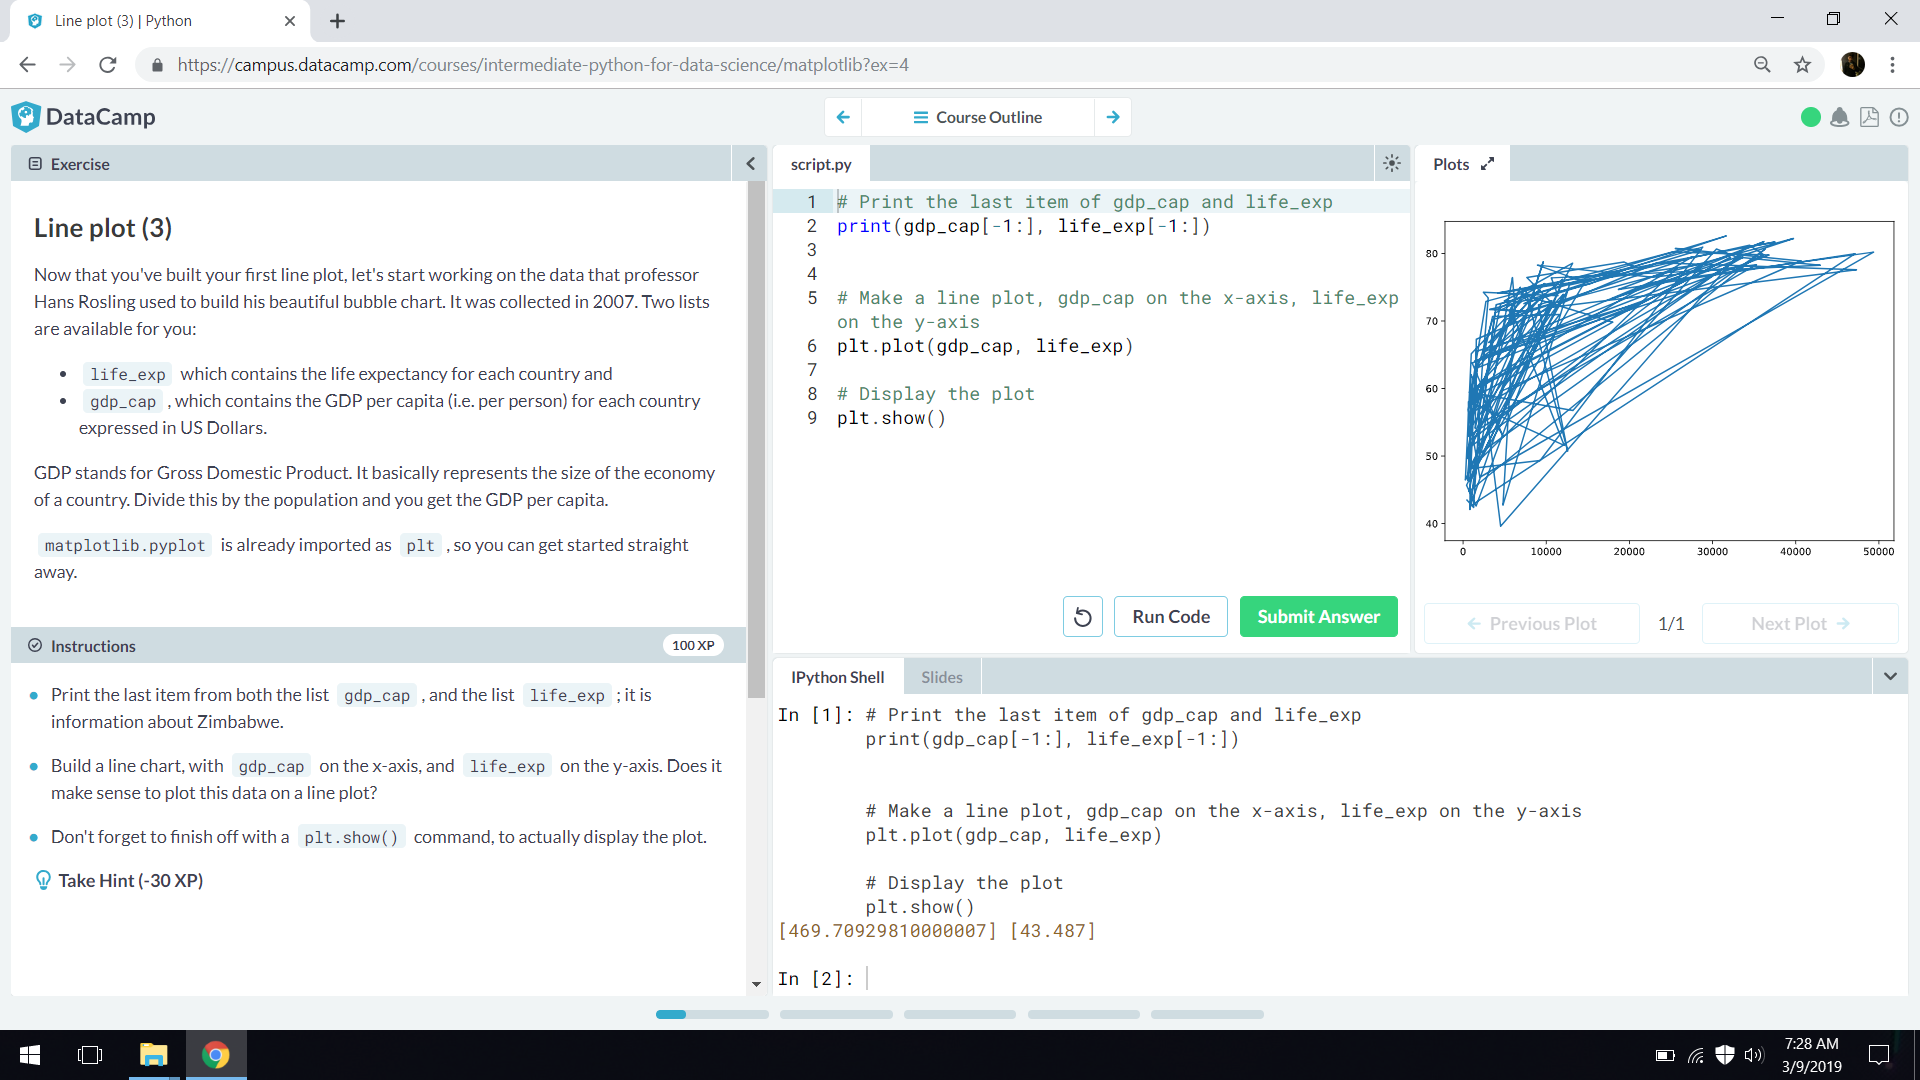 Line plot (3) | Python
https://campus.datacamp.com/courses/intermediate-python-for-data-science/matplotlib?ex=4
DataCamp
Course Outline
Exercise
Line plot (3)
Now that you've built your first line plot, let's start working on the data that professor
Hans Rosling used to build his beautiful bubble chart. It was collected in 2007. Two lists
are available for you:
• life_exp which contains the life expectancy for each country and
• gdp_cap , which contains the GDP per capita (i.e. per person) for each country
expressed in US Dollars.
GDP stands for Gross Domestic Product. It basically represents the size of the economy
of a country. Divide this by the population and you get the GDP per capita.
matplotlib.pyplot is already imported as plt , so you can get started straight
away.
Instructions
100 XP
• Print the last item from both the list gdp_cap , and the list life_exp ; it is
information about Zimbabwe.
• Build a line chart, with gdp_cap on the x-axis, and life_exp on the y-axis. Does it
make sense to plot this data on a line plot?
• Don't forget to finish off with a plt.show() command, to actually display the plot.
Take Hint (-30 XP)
script.py
1 # Print the last item of gdp_cap and life_exp
2 print(gdp_cap[-1:], life_exp[-1:])
3
4
5 # Make a line plot, gdp_cap on the x-axis, life_exp
on the y-axis
6 plt.plot(gdp_cap, life_exp)
7
8 # Display the plot
9 plt.show()
Run Code
Submit Answer
Plots
80
70
60
50
40
0 10000 20000 30000 40000 50000
Previous Plot
1/1
Next Plot
IPython Shell
Slides
In [1]: # Print the last item of gdp_cap and life_exp
print(gdp_cap[-1:], life_exp[-1:])
# Make a line plot, gdp_cap on the x-axis, life_exp on the y-axis
plt.plot(gdp_cap, life_exp)
# Display the plot
plt.show()
[469.70929810000007] [43.487]
In [2]:
7:28 AM
3/9/2019